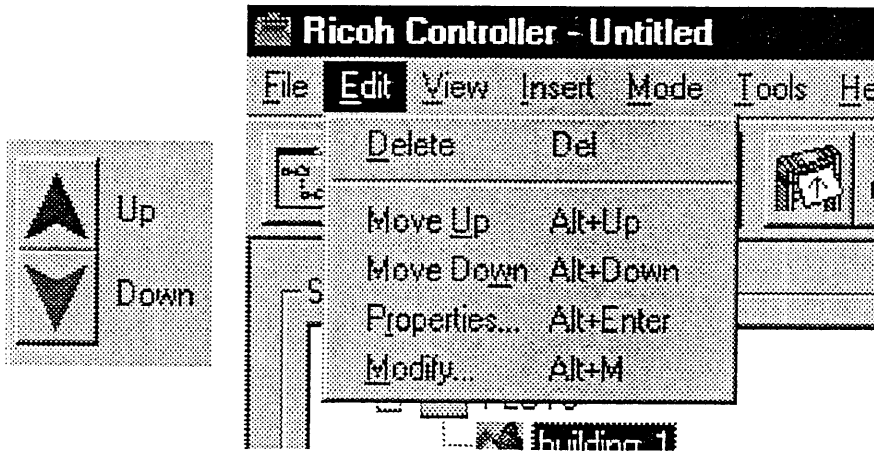 Ricoh Controller - Untitled
File Edit View Insert Mode Tools He
Delete Del
Move Up Alt+Up
Move Down Alt+Down
Properties... Alt+Enter
Modify... Alt+M
building 1
Up
Down